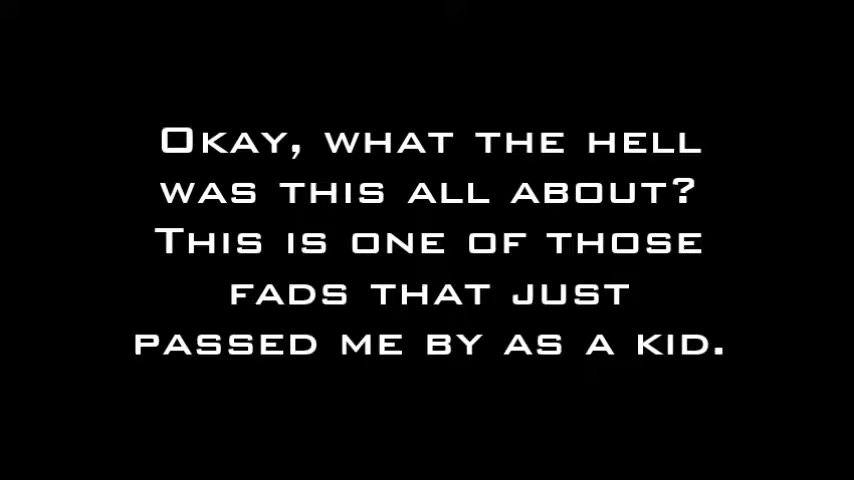 Okay, what the hell
was this all about?
This is one of those
fads that just
passed me by as a kid.